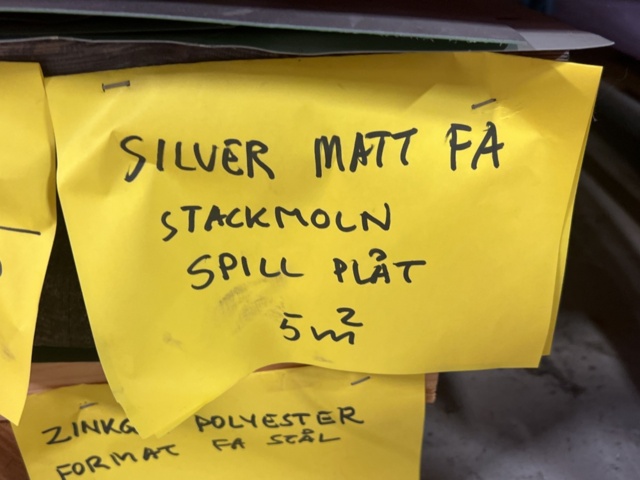 SILVER MATT FA
STACKMOLN
SPILL PLÅT
5m²
POLYESTER
FORMAT FA STÅL